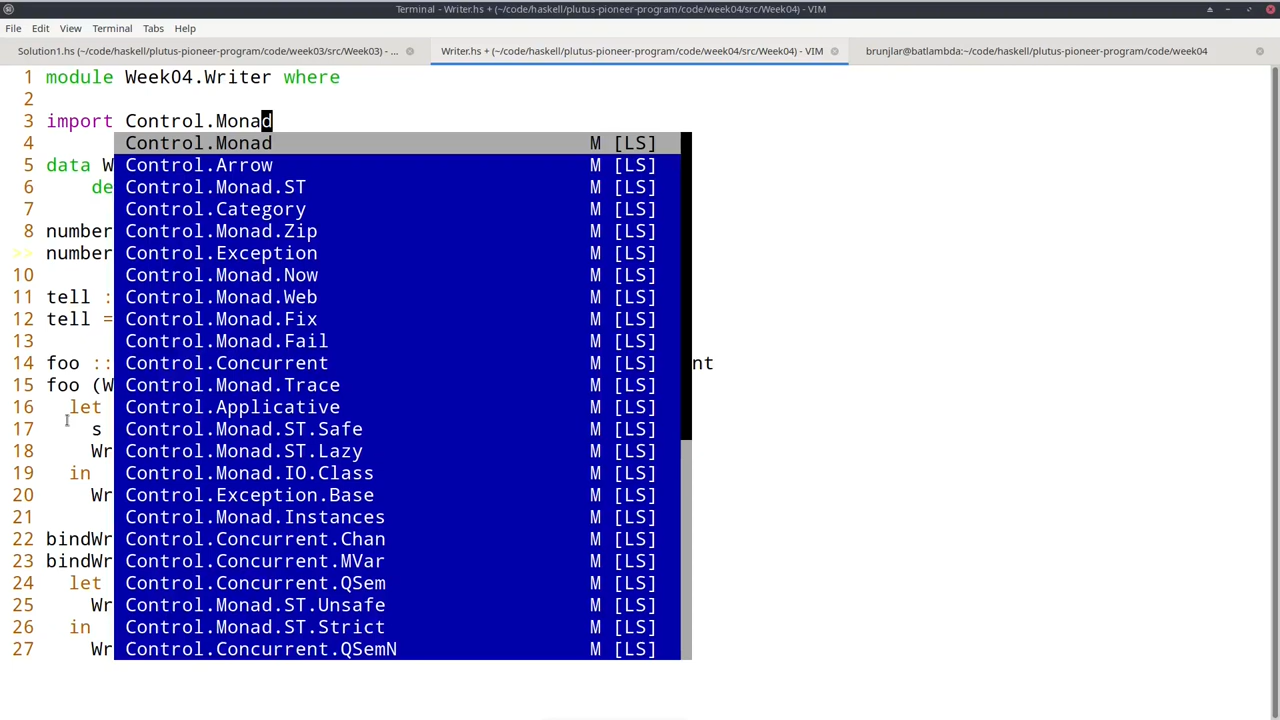 Terminal - Writer.hs + (~/code/haskell/plutus-pioneer-program/code/week04/src/Week04) - VIM
File Edit View Terminal Tabs Help
Solution1.hs (~/code/haskell/plutus-pioneer-program/code/week03/src/Week03) - ...
Writer.hs + (~/code/haskell/plutus-pioneer-program/code/week04/src/Week04) - VIM
brunjlar@batlambda:~/code/haskell/plutus-pioneer-program/code/week04
1 module Week04.Writer where
2
3 import Control.Monad
4 Control.Monad M [LS]
5 data W Control.Arrow M [LS]
6 de Control.Monad.ST M [LS]
7 Control.Category M [LS]
8 number Control.Monad.Zip M [LS]
>> number Control.Exception M [LS]
10 Control.Monad.Now M [LS]
11 tell : Control.Monad.Web M [LS]
12 tell = Control.Monad.Fix M [LS]
13 Control.Monad.Fail M [LS]
14 foo :: Control.Concurrent M [LS] nt
15 foo (W Control.Monad.Trace M [LS]
16 let Control.Applicative M [LS]
17 s Control.Monad.ST.Safe M [LS]
18 Wr Control.Monad.ST.Lazy M [LS]
19 in Control.Monad.IO.Class M [LS]
20 Wr Control.Exception.Base M [LS]
21 Control.Monad.Instances M [LS]
22 bindWr Control.Concurrent.Chan M [LS]
23 bindWr Control.Concurrent.MVar M [LS]
24 let Control.Concurrent.QSem M [LS]
25 Wr Control.Monad.ST.Unsafe M [LS]
26 in Control.Monad.ST.Strict M [LS]
27 Wr Control.Concurrent.QSemN M [LS]